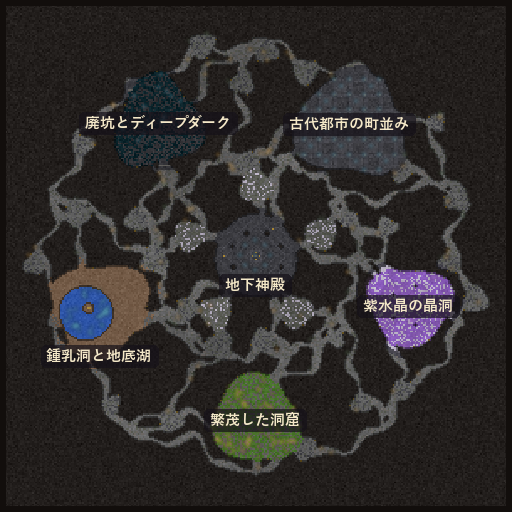 廃坑とディープダーク
古代都市の町並み
地下神殿
紫水晶の晶洞
鍾乳洞と地底湖
繁茂した洞窟